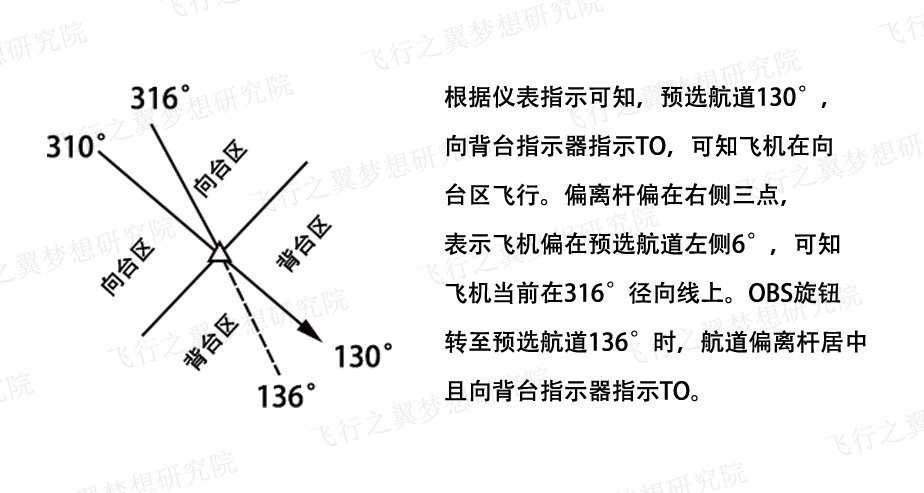 316°
310°
向台区
向台区
背台区
背台区
130°
136°
根据仪表指示可知，预选航道130°，
向背台指示器指示TO，可知飞机在向
台区飞行。偏离杆偏在右侧三点，
表示飞机偏在预选航道左侧6°，可知
飞机当前在316°径向线上。OBS旋钮
转至预选航道136°时，航道偏离杆居中
且向背台指示器指示TO。
飞行之翼梦想研究院